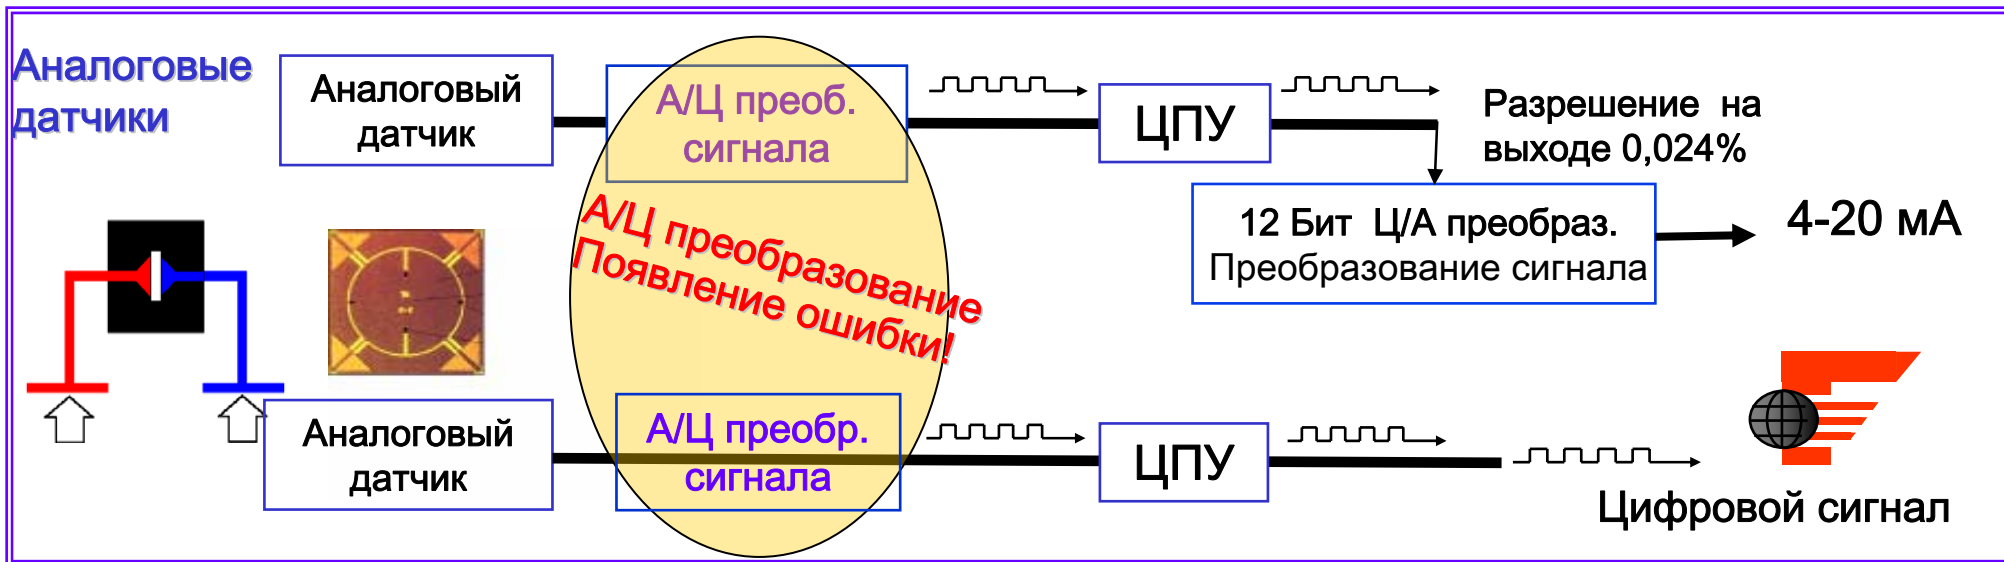 Аналоговые
датчики
Аналоговый
датчик
А/Ц преоб.
сигнала
ЦПУ
Разрешение на
выходе 0,024%
12 Бит Ц/А преобраз.
Преобразование сигнала
4-20 мА
А/Ц преобразование
Появление ошибки!
Аналоговый
датчик
А/Ц преобр.
сигнала
ЦПУ
Цифровой сигнал